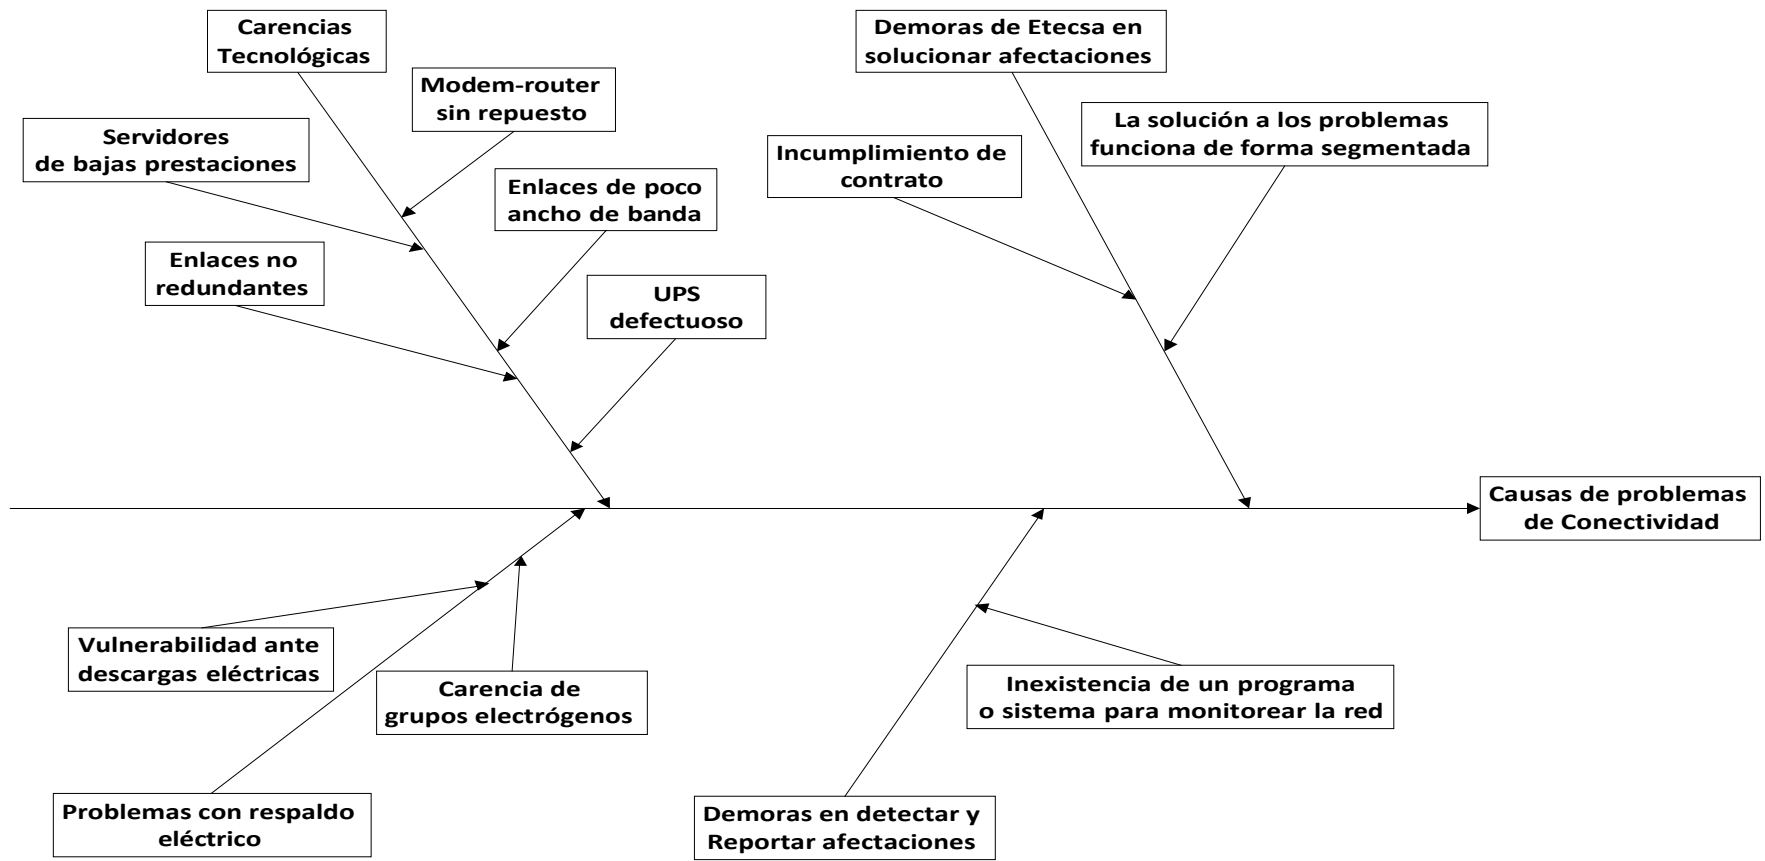 Carencias
Tecnológicas
Demoras de Etecsa en
solucionar afectaciones
Modem-router
sin repuesto
La solución a los problemas
funciona de forma segmentada
Servidores
de bajas prestaciones
Incumplimiento de
contrato
Enlaces de poco
ancho de banda
Enlaces no
redundantes
UPS
defectuoso
Causas de problemas
de Conectividad
Vulnerabilidad ante
descargas eléctricas
Carencia de
grupos electrógenos
Inexistencia de un programa
o sistema para monitorear la red
Problemas con respaldo
eléctrico
Demoras en detectar y
Reportar afectaciones